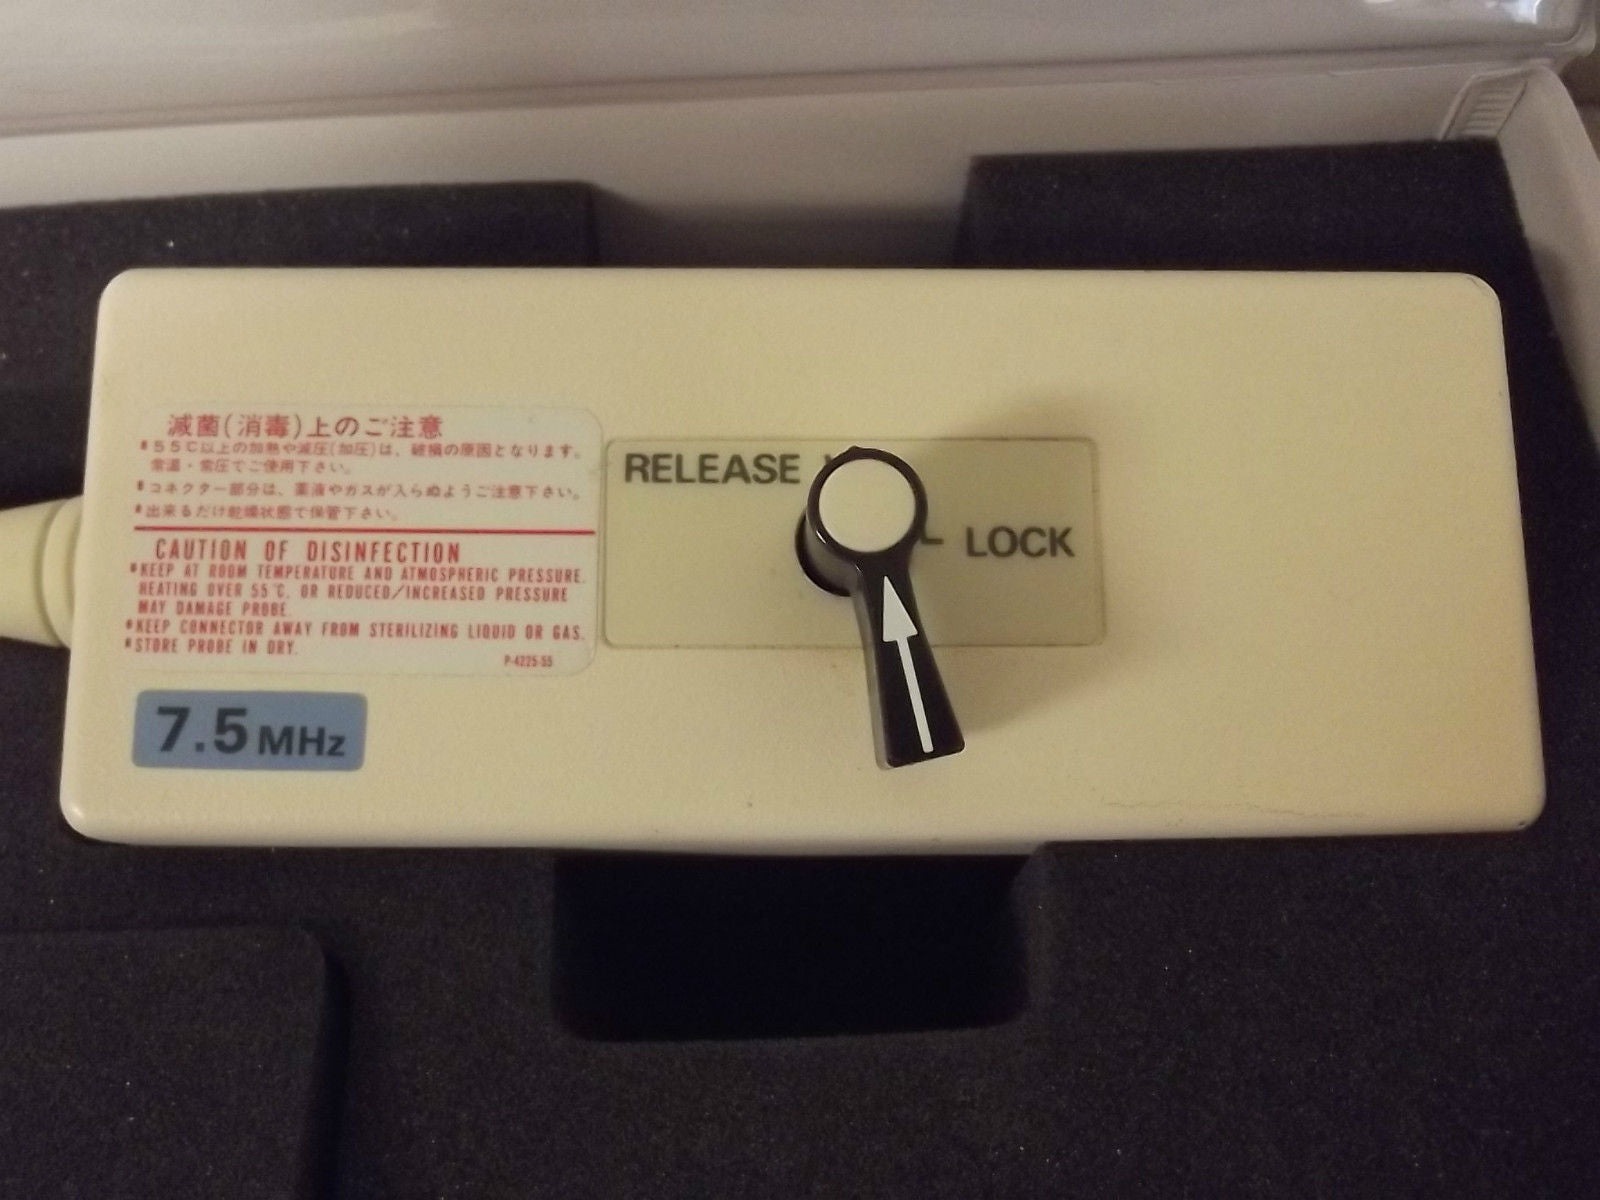 滅菌(消毒)上のご注意
*55℃以上の加熱や減圧(加圧)は、破損の原因となります。
常温・常圧でご使用下さい。
*コネクター部分は、薬液やガスが入らぬようご注意下さい。
*出来るだけ乾燥状態で保管下さい。
CAUTION OF DISINFECTION
*KEEP AT ROOM TEMPERATURE AND ATMOSPHERIC PRESSURE.
HEATING OVER 55℃, OR REDUCED/INCREASED PRESSURE
MAY DAMAGE PROBE.
*KEEP CONNECTOR AWAY FROM STERILIZING LIQUID OR GAS.
*STORE PROBE IN DRY.
P-4225-55
7.5 MHz
RELEASE
LOCK